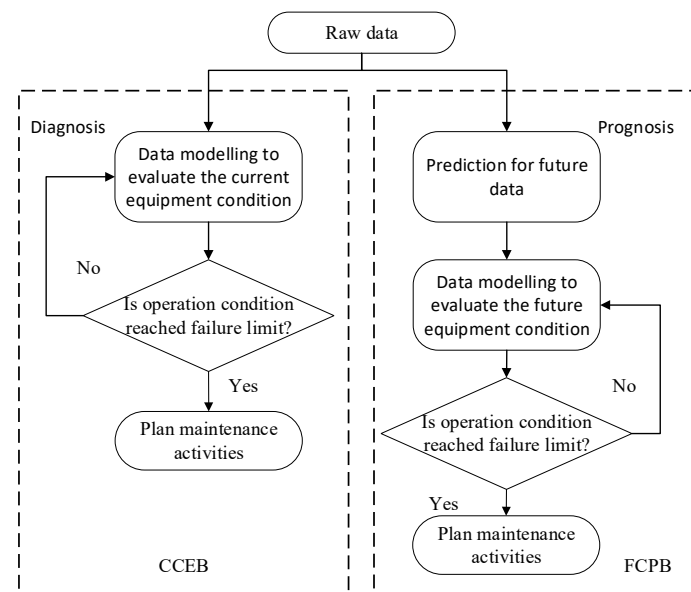 Raw data
Diagnosis
Data modelling to
evaluate the current
equipment condition
No
Is operation condition
reached failure limit?
Yes
Plan maintenance
activities
CCEB
Prognosis
Prediction for future
data
Data modelling to
evaluate the future
equipment condition
No
Is operation condition
reached failure limit?
Yes
Plan maintenance
activities
FCPB